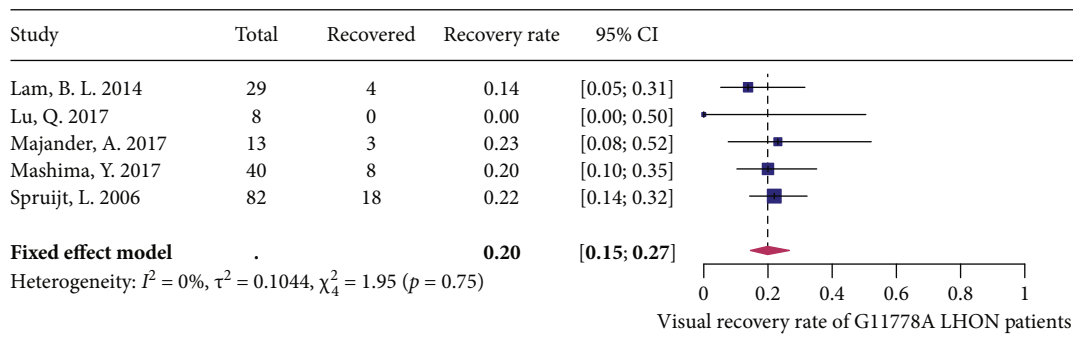 Study Total Recovered Recovery rate 95% CI
Lam, B. L. 2014 29 4 0.14 [0.05; 0.31]
Lu, Q. 2017 8 0 0.00 [0.00; 0.50]
Majander, A. 2017 13 3 0.23 [0.08; 0.52]
Mashima, Y. 2017 40 8 0.20 [0.10; 0.35]
Spruijt, L. 2006 82 18 0.22 [0.14; 0.32]
Fixed effect model . 0.20 [0.15; 0.27]
Heterogeneity: I² = 0%, τ² = 0.1044, χ²₄ = 1.95 (p = 0.75)
0 0.2 0.4 0.6 0.8 1
Visual recovery rate of G11778A LHON patients